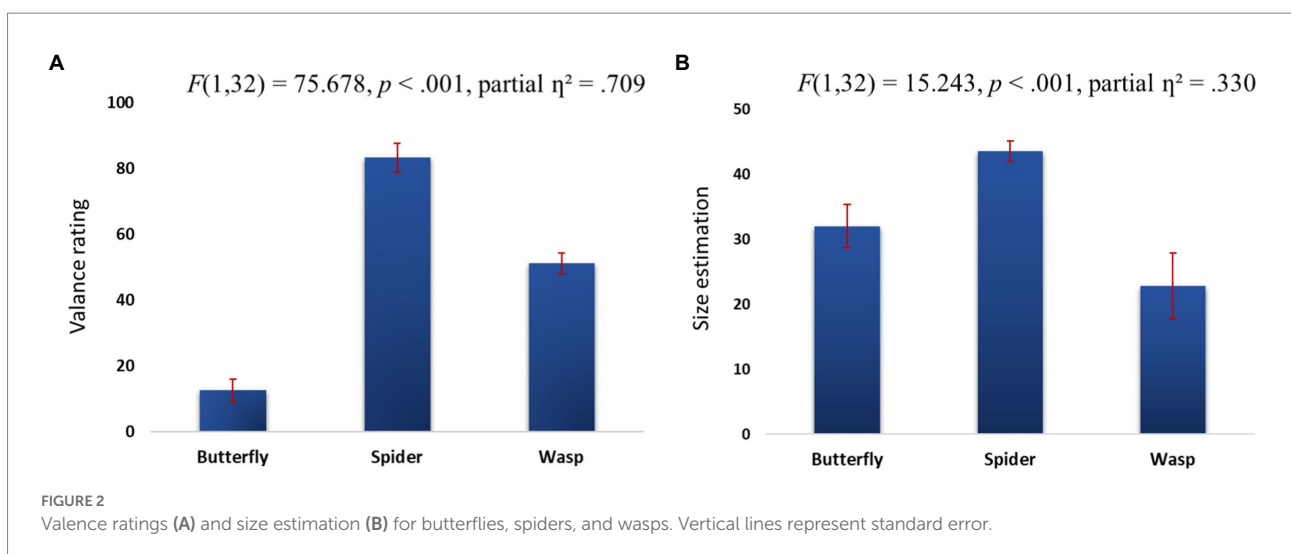 A
F(1,32) = 75.678, p < .001, partial η² = .709
100
80
60
40
20
0
Valance rating
Butterfly Spider Wasp
B
F(1,32) = 15.243, p < .001, partial η² = .330
50
40
30
20
10
0
Size estimation
Butterfly Spider Wasp
FIGURE 2
Valence ratings (A) and size estimation (B) for butterflies, spiders, and wasps. Vertical lines represent standard error.